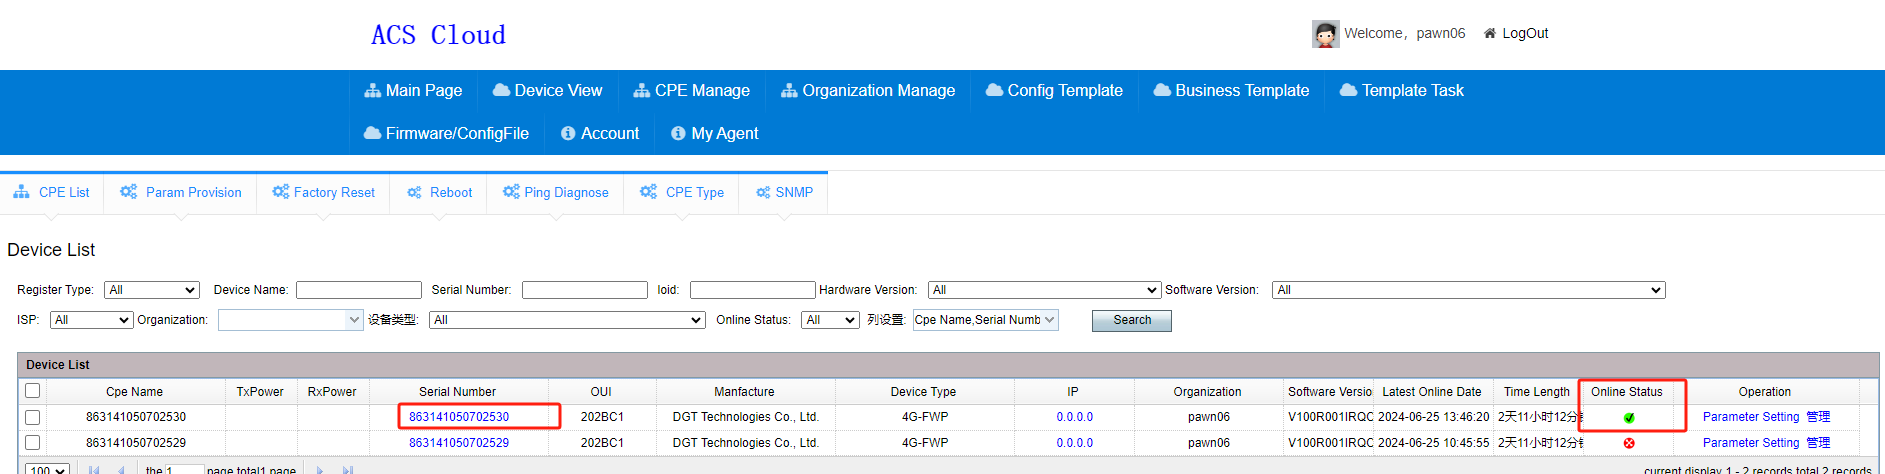 ACS Cloud
Welcome，pawn06 LogOut
Main Page Device View CPE Manage Organization Manage Config Template Business Template Template Task
Firmware/ConfigFile Account My Agent
CPE List Param Provision Factory Reset Reboot Ping Diagnose CPE Type SNMP
Device List
Register Type: All Device Name: Serial Number: loid: Hardware Version: All Software Version: All
ISP: All Organization: 设备类型: All Online Status: All 列设置: Cpe Name,Serial Numb Search
Device List
Cpe Name TxPower RxPower Serial Number OUI Manfacture Device Type IP Organization Software Versio Latest Online Date Time Length Online Status Operation
863141050702530 863141050702530 202BC1 DGT Technologies Co., Ltd. 4G-FWP 0.0.0.0 pawn06 V100R001IRQC 2024-06-25 13:46:20 2天11小时12分 Parameter Setting 管理
863141050702529 863141050702529 202BC1 DGT Technologies Co., Ltd. 4G-FWP 0.0.0.0 pawn06 V100R001IRQC 2024-06-25 10:45:55 2天11小时12分 Parameter Setting 管理
100 the 1 page total1 page current display 1 - 2 records total 2 records